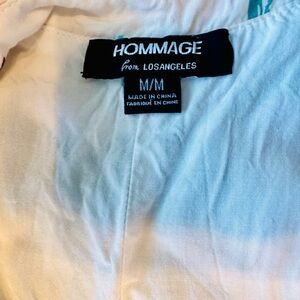 HOMMAGE
from LOSANGELES
M/M
MADE IN CHINA
FABRIQUÉ EN CHINE